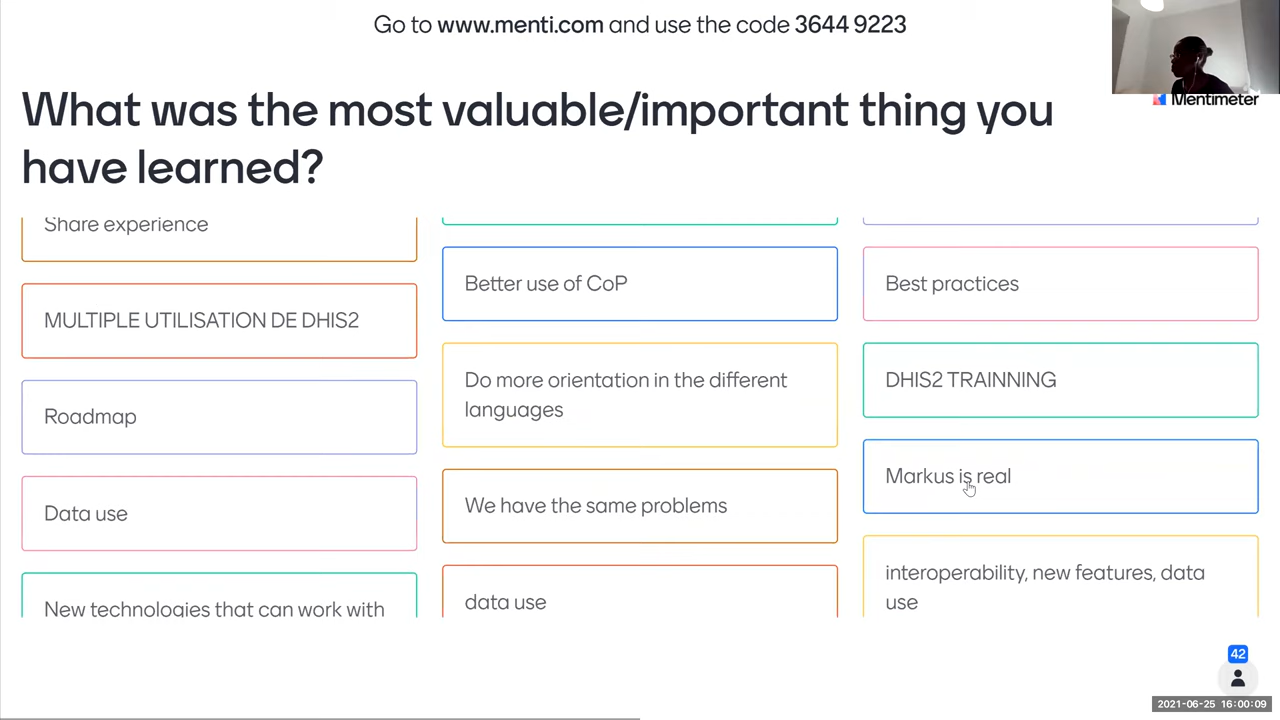 Go to www.menti.com and use the code 3644 9223
Mentimeter
What was the most valuable/important thing you
have learned?
Share experience
MULTIPLE UTILISATION DE DHIS2
Roadmap
Data use
New technologies that can work with
Better use of CoP
Do more orientation in the different
languages
We have the same problems
data use
Best practices
DHIS2 TRAINNING
Markus is real
interoperability, new features, data
use
42
2021-06-25 16:00:09